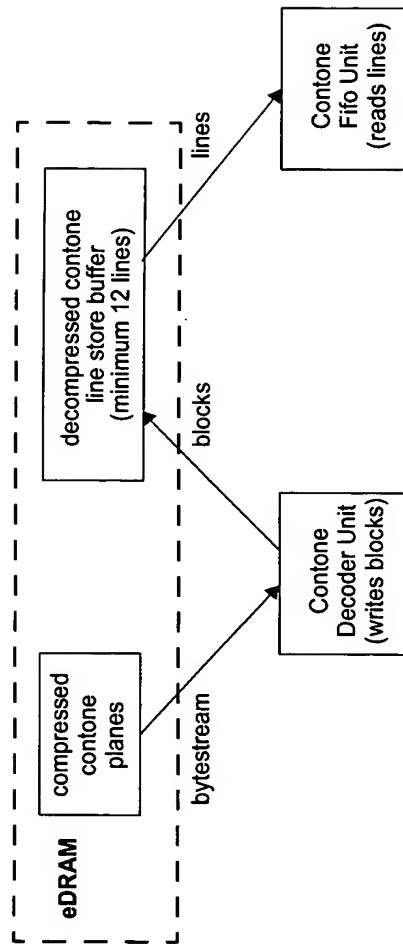 eDRAM
compressed
contone
planes
decompressed contone
line store buffer
(minimum 12 lines)
bytestream
blocks
lines
Contone
Decoder Unit
(writes blocks)
Contone
Fifo Unit
(reads lines)